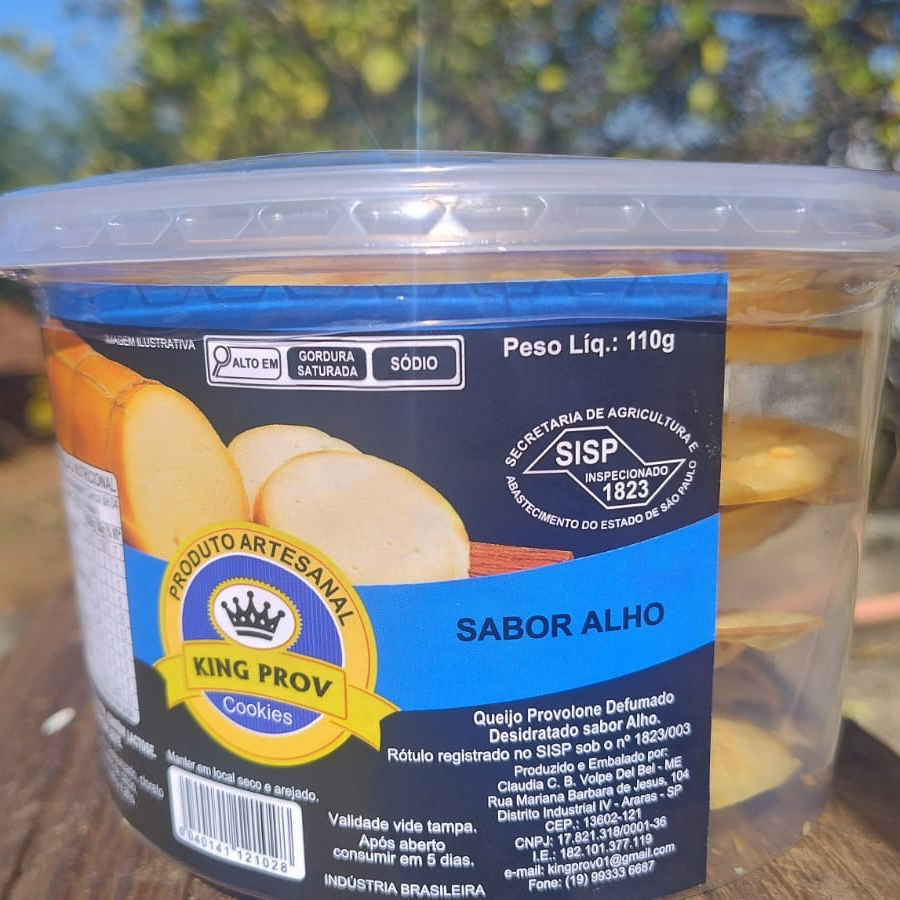 IMAGEM ILUSTRATIVA
ALTO EM
GORDURA
SATURADA
SÓDIO
Peso Líq.: 110g
SECRETARIA DE AGRICULTURA E
ABASTECIMENTO DO ESTADO DE SÃO PAULO
SISP
INSPECIONADO
1823
NUTRICIONAL
PRODUTO ARTESANAL
KING PROV
Cookies
SABOR ALHO
Queijo Provolone Defumado
Desidratado sabor Alho.
Rótulo registrado no SISP sob o nº 1823/003
Produzido e Embalado por:
Claudia C. B. Volpe Del Bel - ME
Rua Mariana Barbara de Jesus, 104
Distrito Industrial IV - Araras - SP
CEP.: 13602-121
CNPJ: 17.821.318/0001-36
I.E.: 182.101.377.119
e-mail: kingprov01@gmail.com
Fone: (19) 99333 6687
LACTOSE.
cloreto
Manter em local seco e arejado.
Validade vide tampa.
Após aberto
consumir em 5 dias.
INDÚSTRIA BRASILEIRA
040141 121028